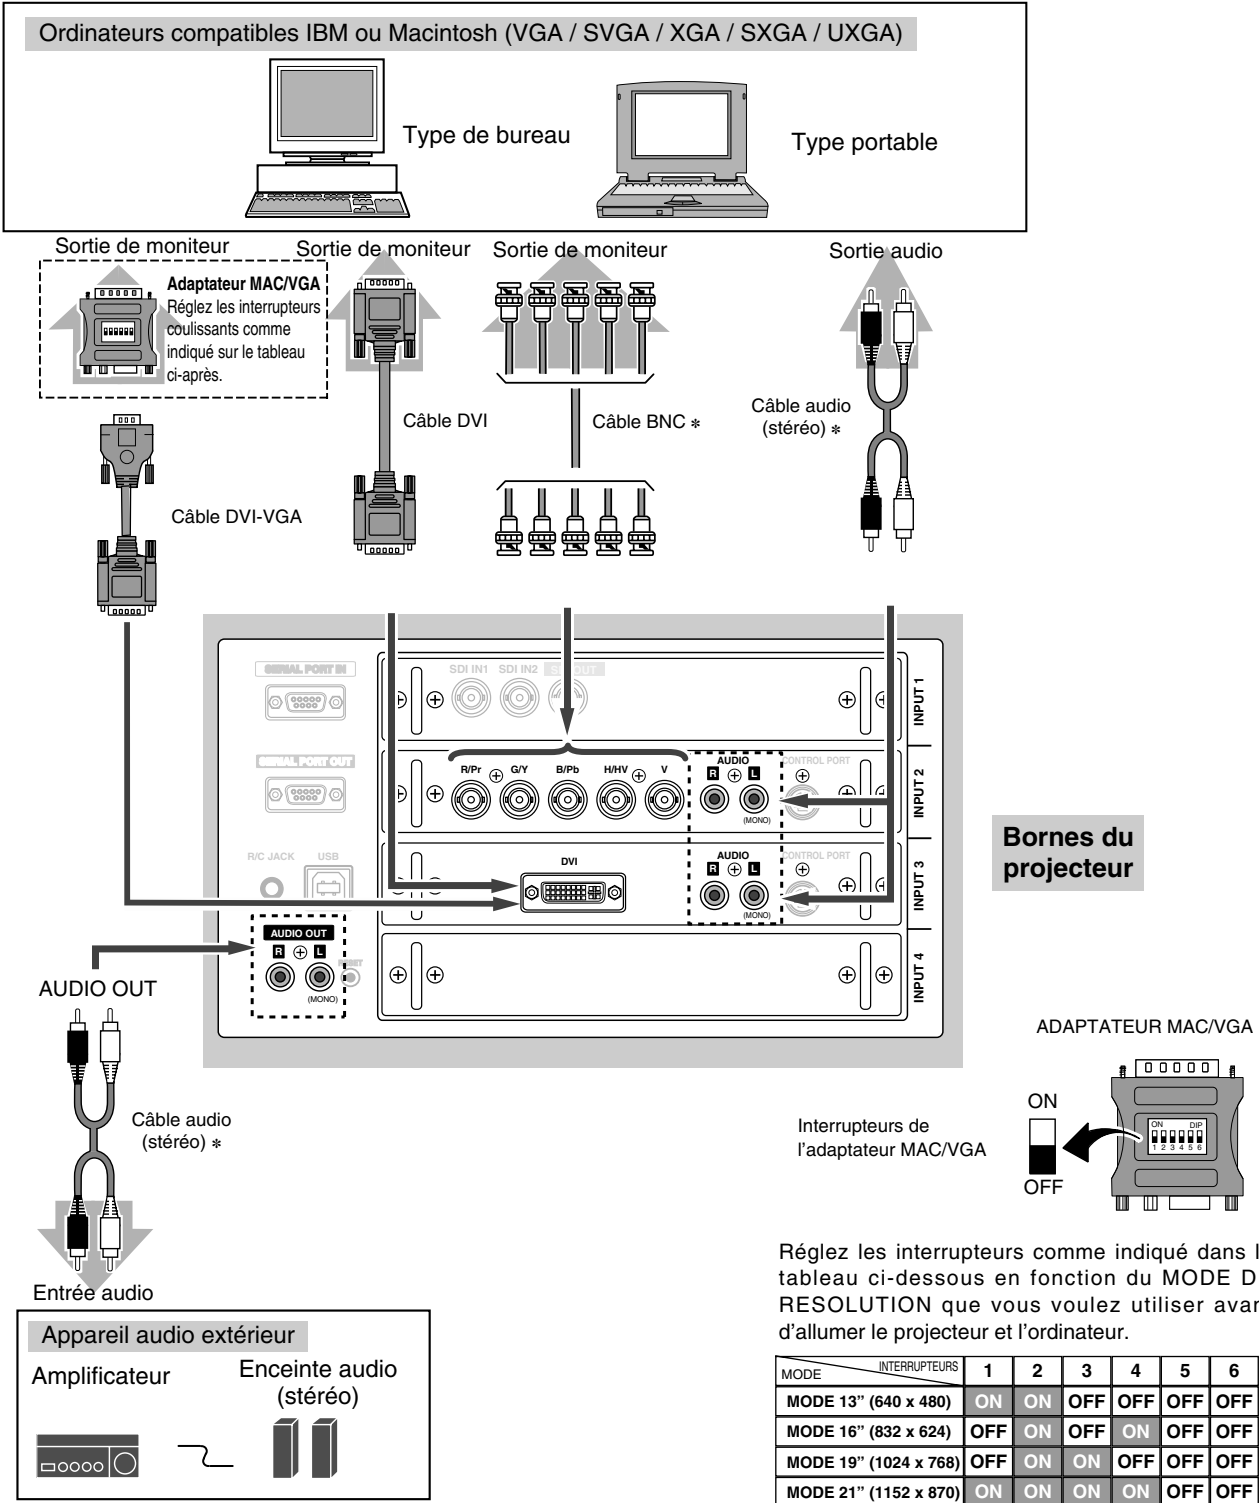 Ordinateurs compatibles IBM ou Macintosh (VGA / SVGA / XGA / SXGA / UXGA)
Type de bureau
Type portable
Sortie de moniteur
Sortie de moniteur
Sortie de moniteur
Sortie audio
Adaptateur MAC/VGA
Réglez les interrupteurs
coulissants comme
indiqué sur le tableau
ci-après.
Câble DVI
Câble BNC *
Câble audio
(stéréo) *
Câble DVI-VGA
SERIAL PORT IN
SDI IN1 SDI IN2 SDI OUT
INPUT 1
SERIAL PORT OUT
R/Pr G/Y B/Pb H/HV V
AUDIO
R L
(MONO)
CONTROL PORT
INPUT 2
R/C JACK USB
DVI
AUDIO
R L
(MONO)
CONTROL PORT
INPUT 3
AUDIO OUT
R L
(MONO)
RESET
INPUT 4
Bornes du
projecteur
AUDIO OUT
Câble audio
(stéréo) *
Entrée audio
Appareil audio extérieur
Amplificateur
Enceinte audio
(stéréo)
ADAPTATEUR MAC/VGA
ON
OFF
ON DIP
1 2 3 4 5 6
Interrupteurs de
l'adaptateur MAC/VGA
Réglez les interrupteurs comme indiqué dans l
tableau ci-dessous en fonction du MODE D
RESOLUTION que vous voulez utiliser avan
d'allumer le projecteur et l'ordinateur.
MODE INTERRUPTEURS 1 2 3 4 5 6
MODE 13” (640 x 480) ON ON OFF OFF OFF OFF
MODE 16” (832 x 624) OFF ON OFF ON OFF OFF
MODE 19” (1024 x 768) OFF ON ON OFF OFF OFF
MODE 21” (1152 x 870) ON ON ON ON OFF OFF